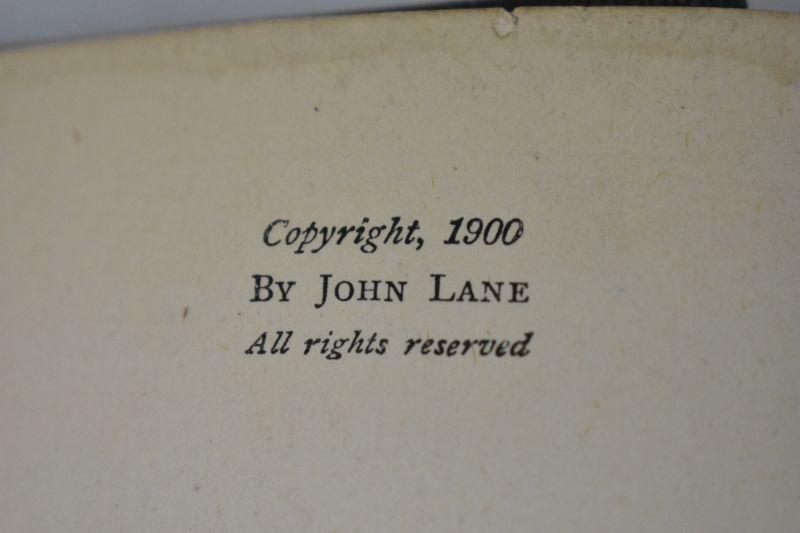 Copyright, 1900
By John Lane
All rights reserved